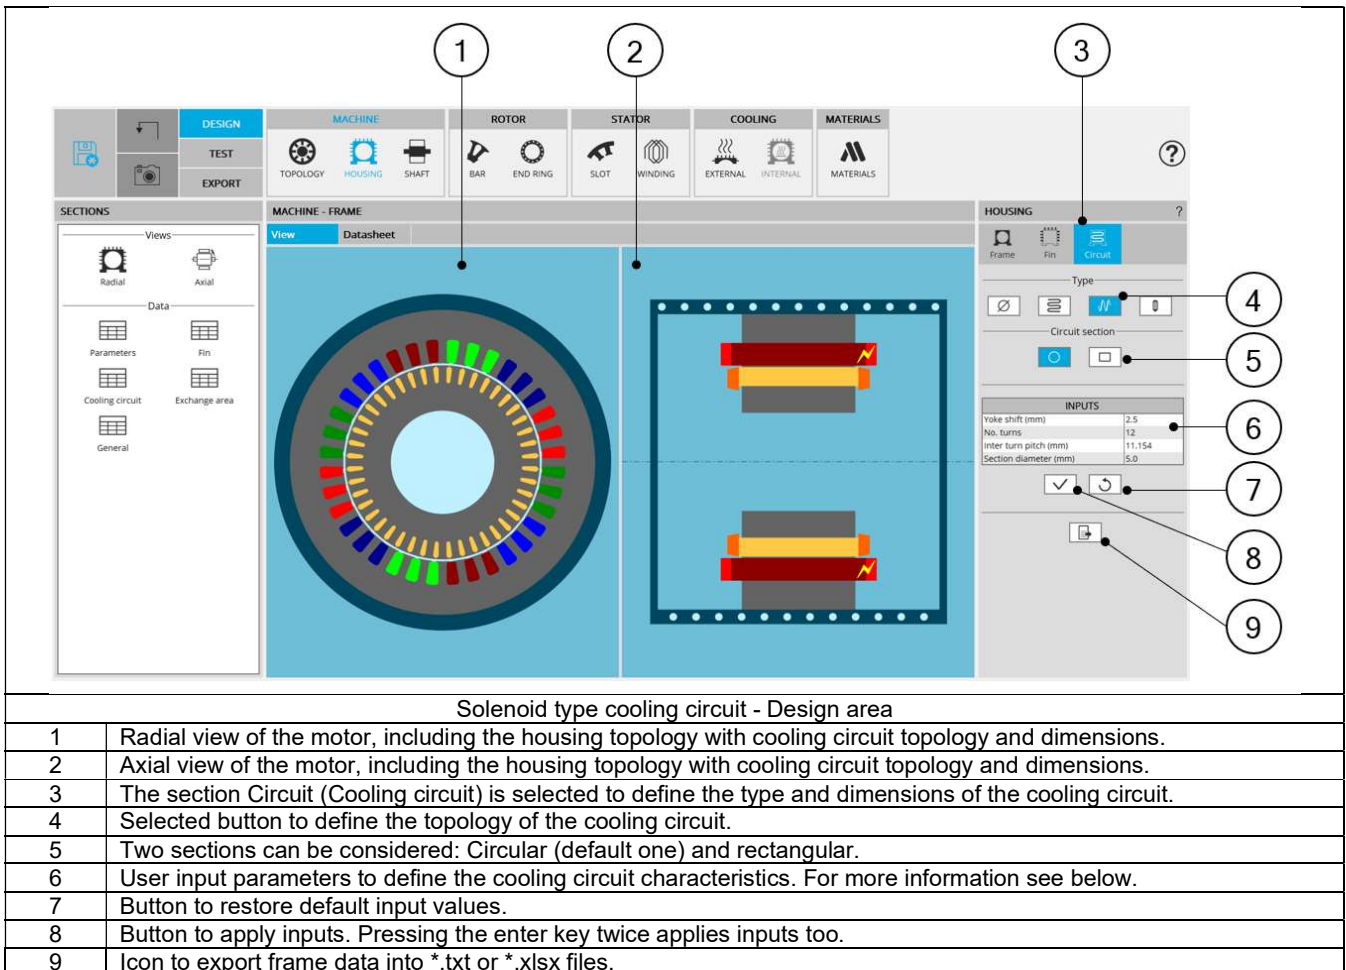 1
2
3
DESIGN
TEST
EXPORT
MACHINE
ROTOR
STATOR
COOLING
MATERIALS
TOPOLOGY
HOUSING
SHAFT
BAR
END RING
SLOT
WINDING
EXTERNAL
INTERNAL
MATERIALS
?
SECTIONS
MACHINE - FRAME
HOUSING
?
Views
Radial
Axial
Data
Parameters
Fin
Cooling circuit
Exchange area
General
View
Datasheet
Frame
Fin
Circuit
Type
4
Circuit section
5
INPUTS
Yoke shift (mm) 2.5
No. turns 12
Inter turn pitch (mm) 11.154
Section diameter (mm) 5.0
6
7
8
9
Solenoid type cooling circuit - Design area
1 Radial view of the motor, including the housing topology with cooling circuit topology and dimensions.
2 Axial view of the motor, including the housing topology with cooling circuit topology and dimensions.
3 The section Circuit (Cooling circuit) is selected to define the type and dimensions of the cooling circuit.
4 Selected button to define the topology of the cooling circuit.
5 Two sections can be considered: Circular (default one) and rectangular.
6 User input parameters to define the cooling circuit characteristics. For more information see below.
7 Button to restore default input values.
8 Button to apply inputs. Pressing the enter key twice applies inputs too.
9 Icon to export frame data into *.txt or *.xlsx files.